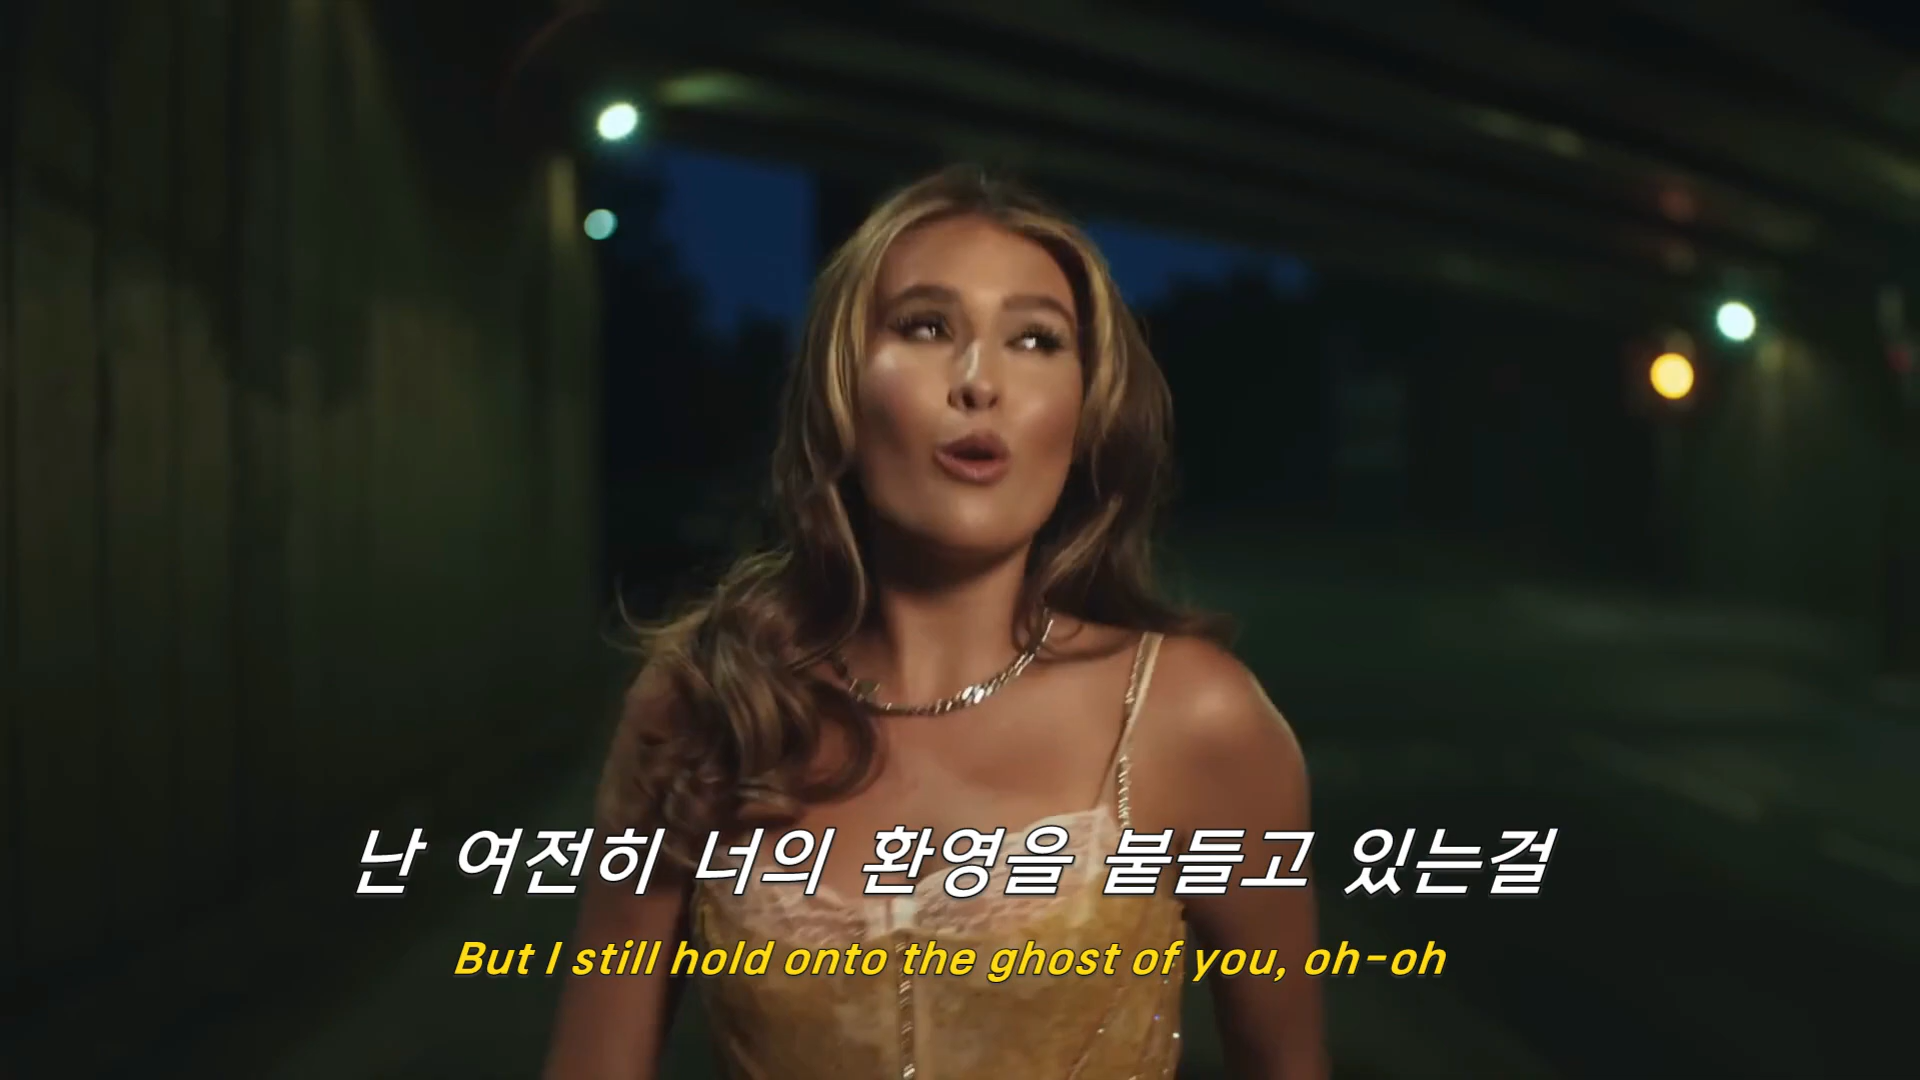 난 여전히 너의 환영을 붙들고 있는걸
But I still hold onto the ghost of you, oh-oh